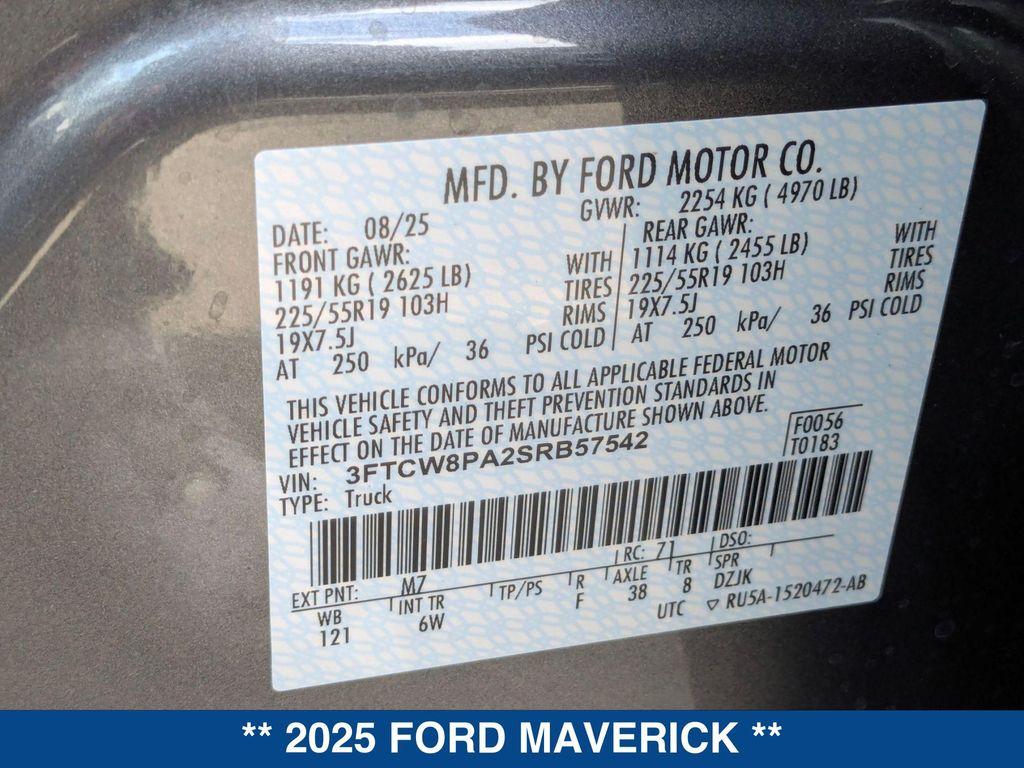 MFD. BY FORD MOTOR CO.
DATE: 08/25 GVWR: 2254 KG ( 4970 LB)
FRONT GAWR: REAR GAWR:
1191 KG ( 2625 LB) WITH 1114 KG ( 2455 LB) WITH
225/55R19 103H TIRES 225/55R19 103H TIRES
19X7.5J RIMS 19X7.5J RIMS
AT 250 kPa/ 36 PSI COLD AT 250 kPa/ 36 PSI COLD
THIS VEHICLE CONFORMS TO ALL APPLICABLE FEDERAL MOTOR
VEHICLE SAFETY AND THEFT PREVENTION STANDARDS IN
EFFECT ON THE DATE OF MANUFACTURE SHOWN ABOVE.
VIN: 3FTCW8PA2SRB57542 F0056
TYPE: Truck T0183
EXT PNT: M7 RC: 71 DSO:
WB INT TR TP/PS R AXLE TR SPR
121 6W F 38 8 DZJK
UTC ▽ RU5A-1520472-AB
** 2025 FORD MAVERICK **